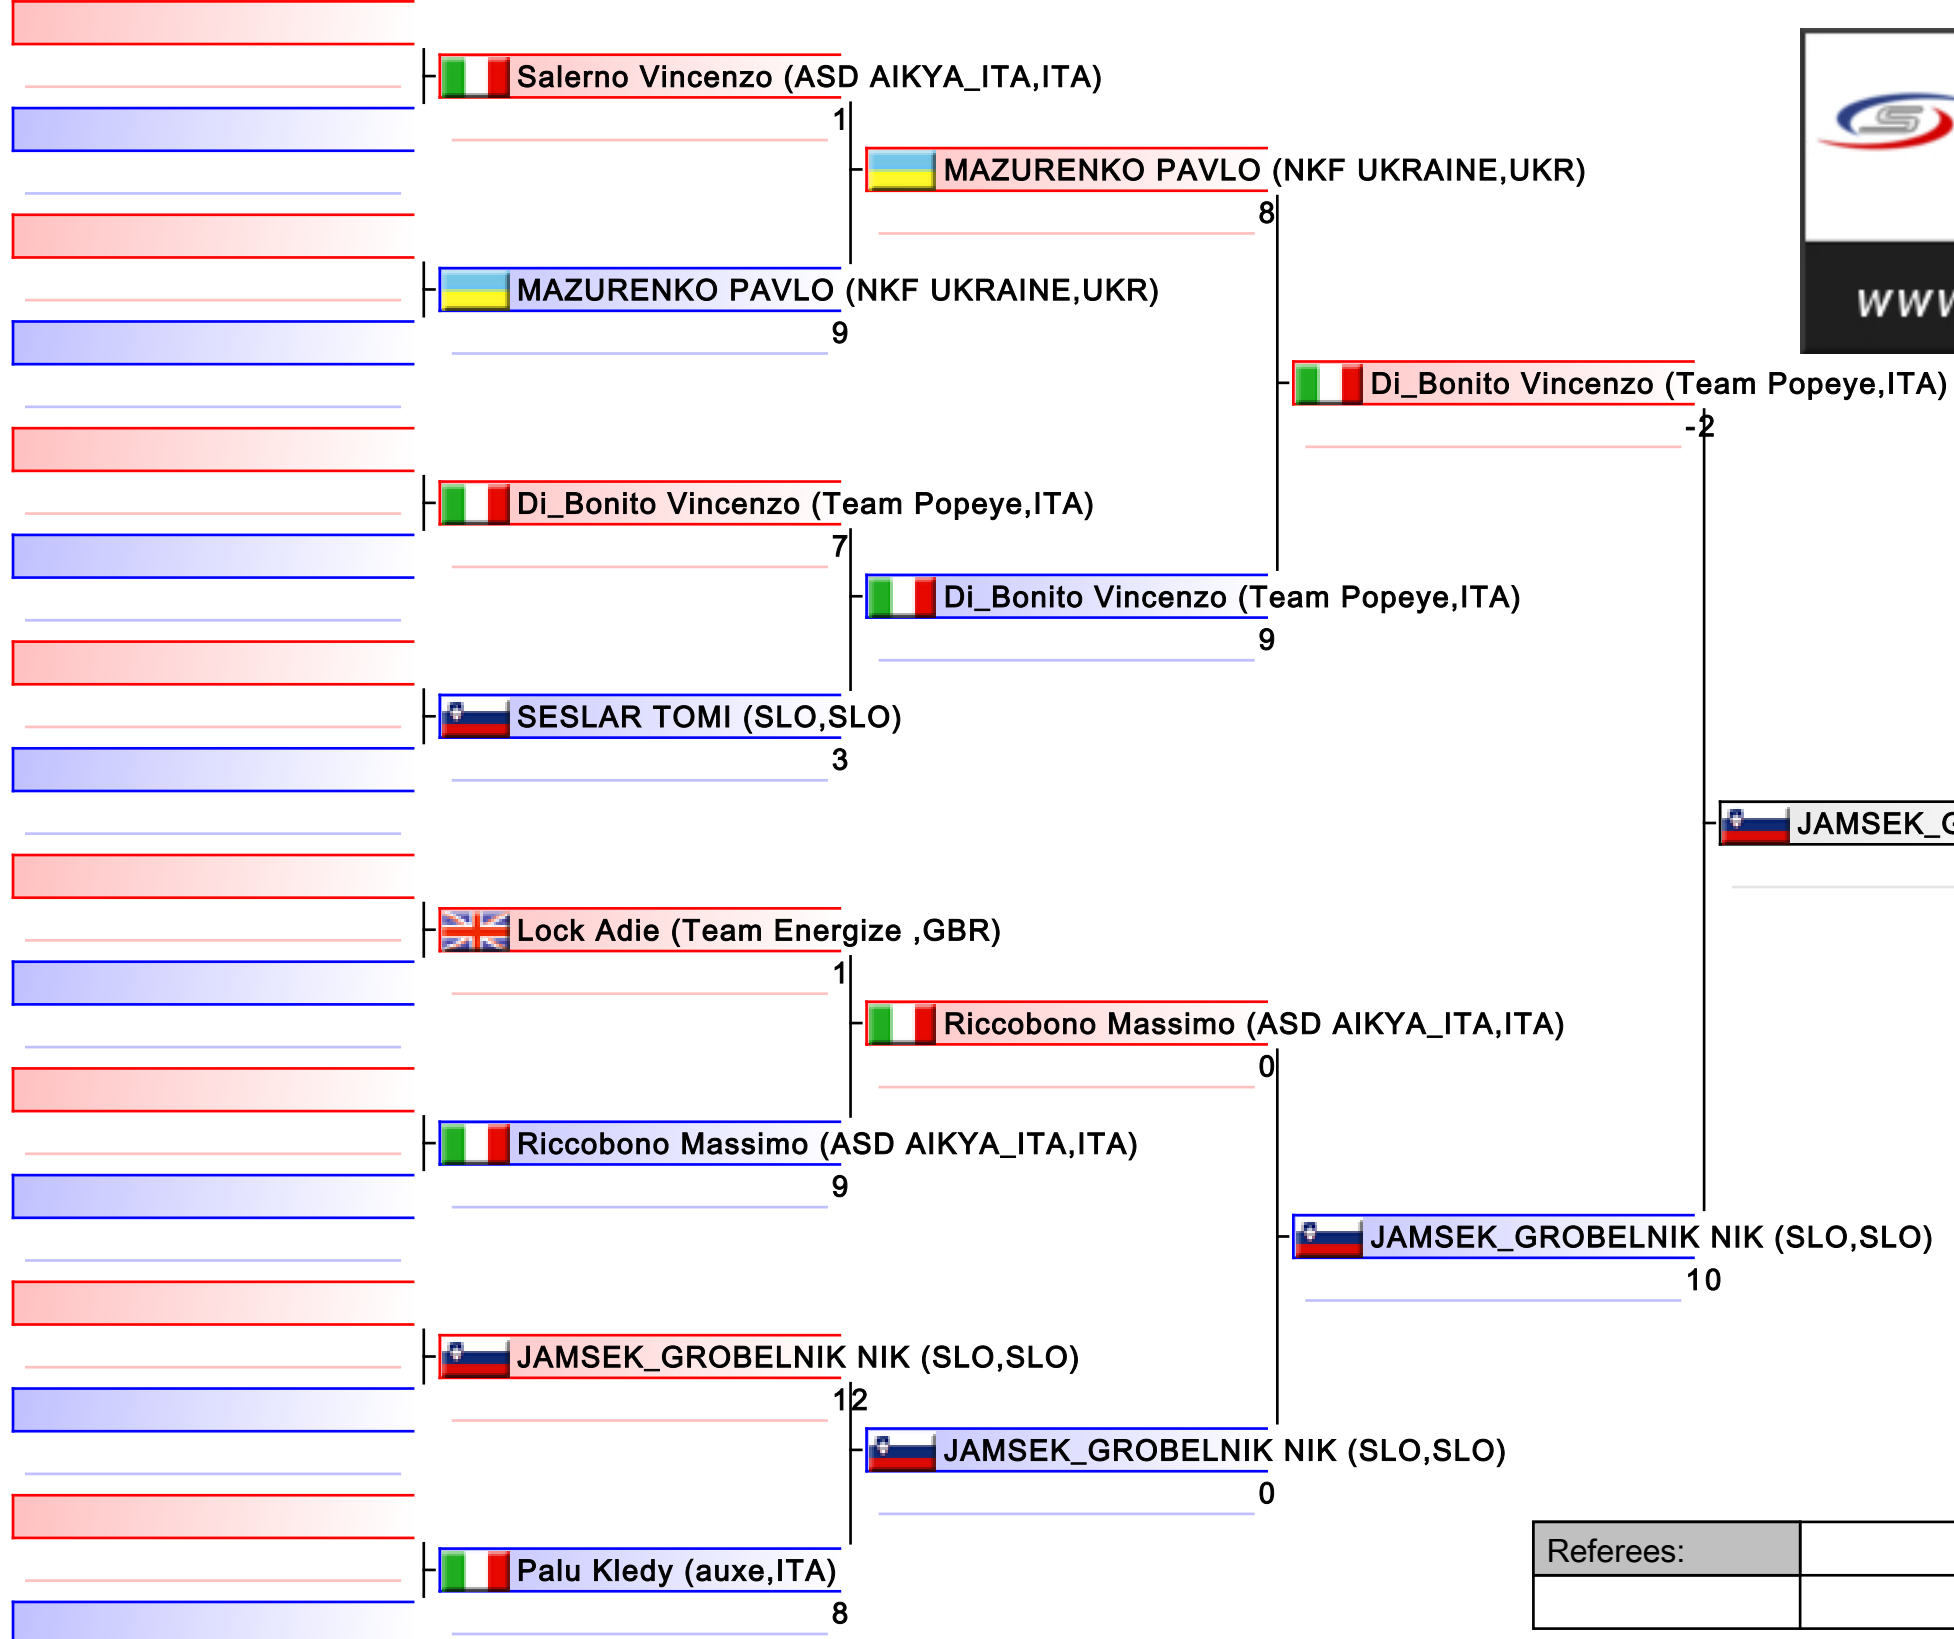 Salerno Vincenzo (ASD AIKYA_ITA,ITA)
1
MAZURENKO PAVLO (NKF UKRAINE,UKR)
8
MAZURENKO PAVLO (NKF UKRAINE,UKR)
9
www
Di_Bonito Vincenzo (Team Popeye,ITA)
-2
Di_Bonito Vincenzo (Team Popeye,ITA)
7
Di_Bonito Vincenzo (Team Popeye,ITA)
9
SESLAR TOMI (SLO,SLO)
3
JAMSEK_G
Lock Adie (Team Energize ,GBR)
1
Riccobono Massimo (ASD AIKYA_ITA,ITA)
0
Riccobono Massimo (ASD AIKYA_ITA,ITA)
9
JAMSEK_GROBELNIK NIK (SLO,SLO)
10
JAMSEK_GROBELNIK NIK (SLO,SLO)
12
JAMSEK_GROBELNIK NIK (SLO,SLO)
0
Referees:
Palu Kledy (auxe,ITA)
8